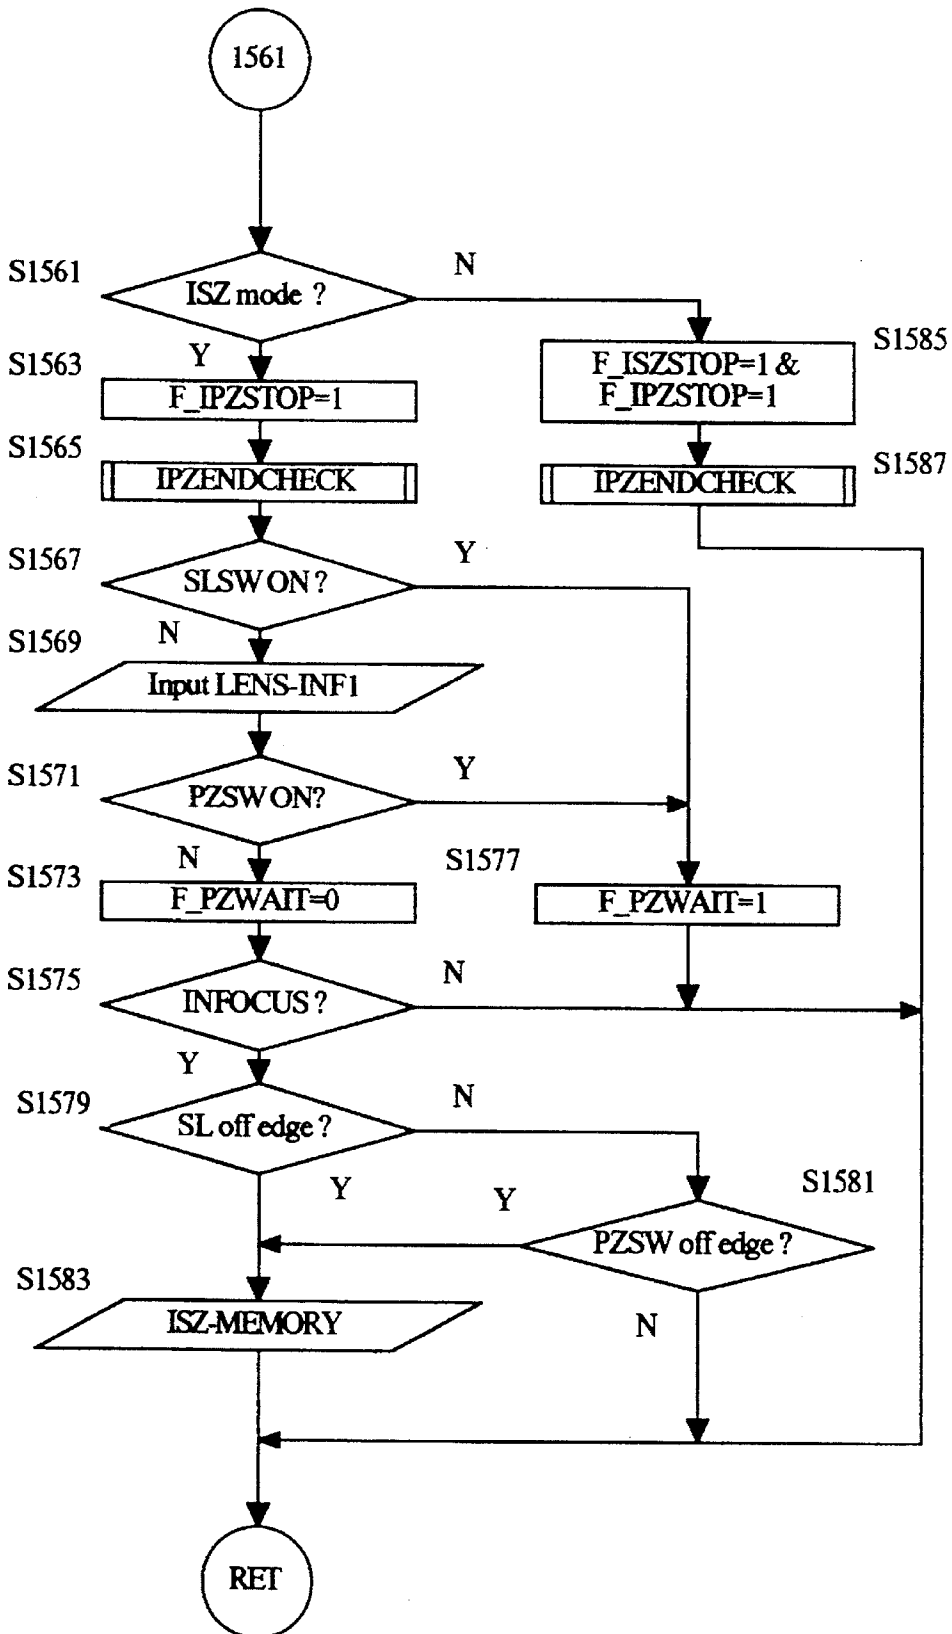 1561
S1561
ISZ mode ?
N
Y
S1563
F_IPZSTOP=1
S1585
F_ISZSTOP=1 &
F_IPZSTOP=1
S1565
IPZENDCHECK
S1587
IPZENDCHECK
S1567
SLSW ON ?
Y
N
S1569
Input LENS-INF1
S1571
PZSW ON?
Y
N
S1573
F_PZWAIT=0
S1577
F_PZWAIT=1
S1575
INFOCUS ?
N
Y
S1579
SL off edge ?
N
Y
S1581
PZSW off edge ?
Y
N
S1583
ISZ-MEMORY
RET